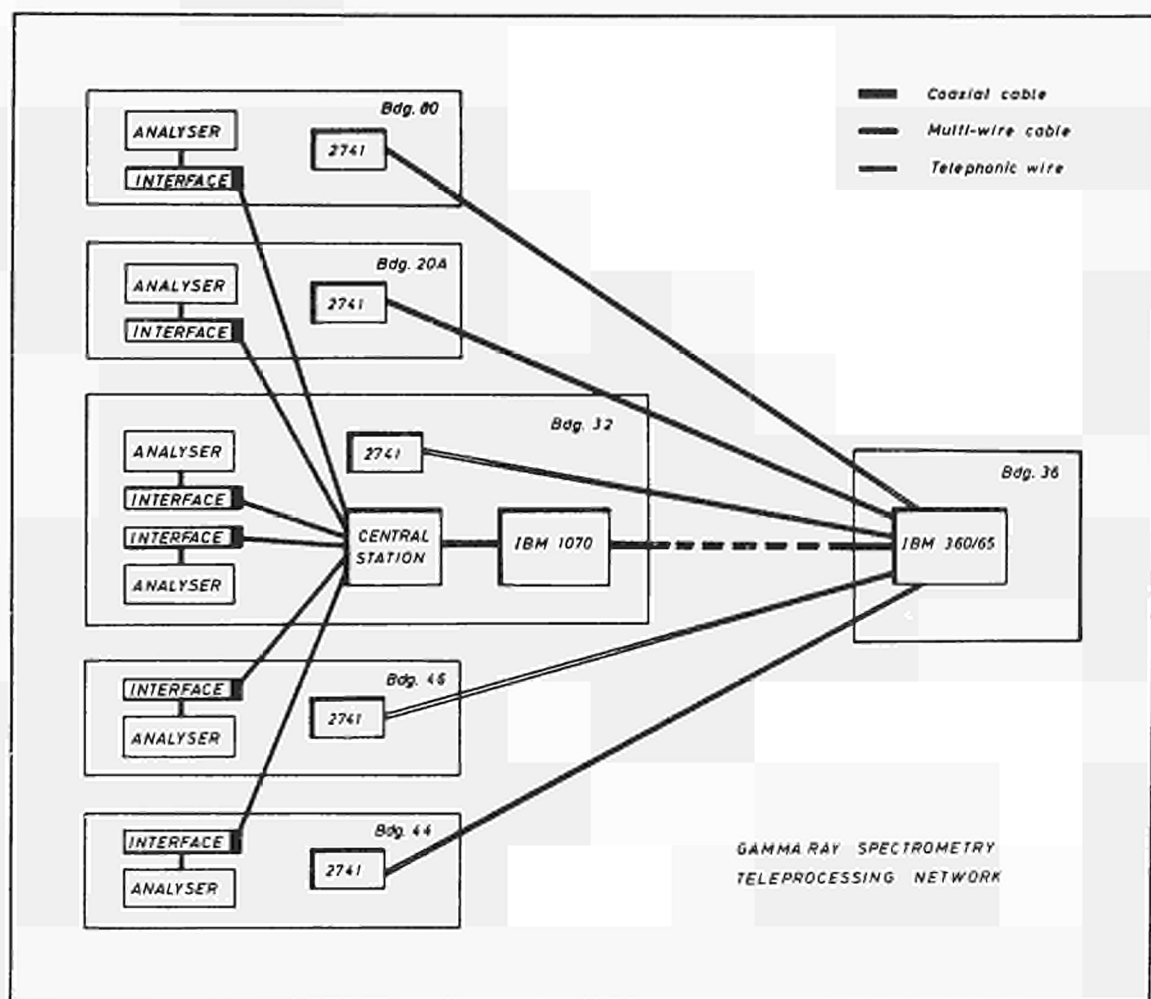 Bdg. 80
ANALYSER
2741
INTERFACE
Coaxial cable
Multi-wire cable
Telephonic wire
Bdg. 20A
ANALYSER
2741
INTERFACE
Bdg. 32
ANALYSER
2741
INTERFACE
INTERFACE
ANALYSER
CENTRAL
STATION
IBM 1070
Bdg. 36
IBM 360/65
Bdg. 46
INTERFACE
2741
ANALYSER
Bdg. 44
INTERFACE
2741
ANALYSER
GAMMA RAY SPECTROMETRY
TELEPROCESSING NETWORK